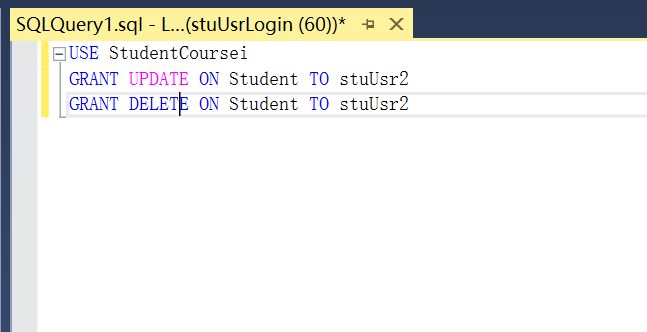 SQLQuery1.sql - L...(stuUsrLogin (60))*
USE StudentCoursei
GRANT UPDATE ON Student TO stuUsr2
GRANT DELETE ON Student TO stuUsr2